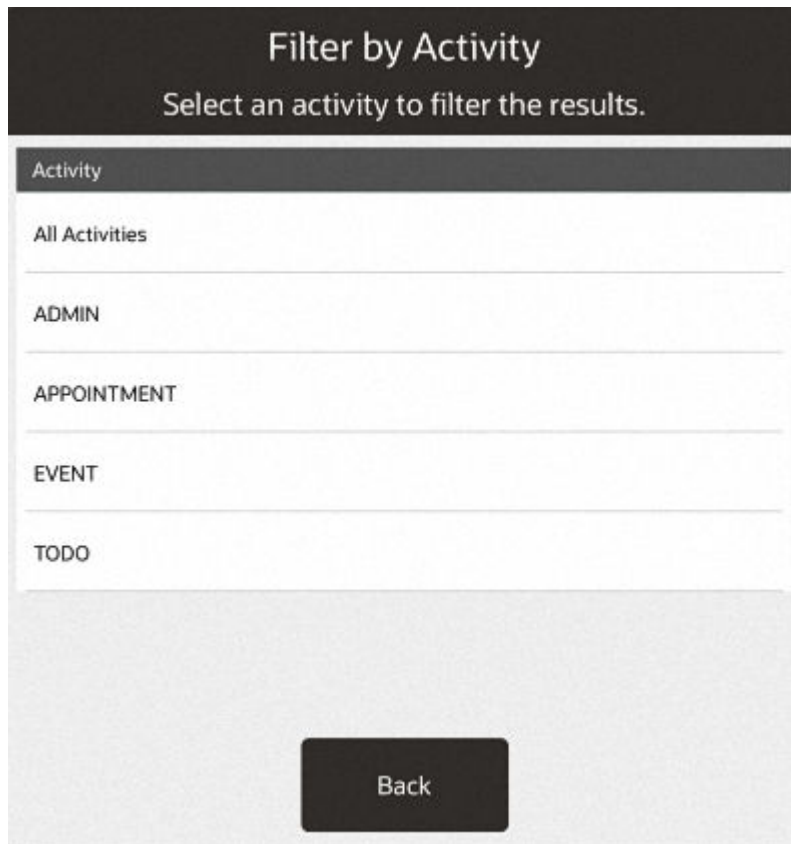 Filter by Activity
Select an activity to filter the results.
Activity
All Activities
ADMIN
APPOINTMENT
EVENT
TODO
Back